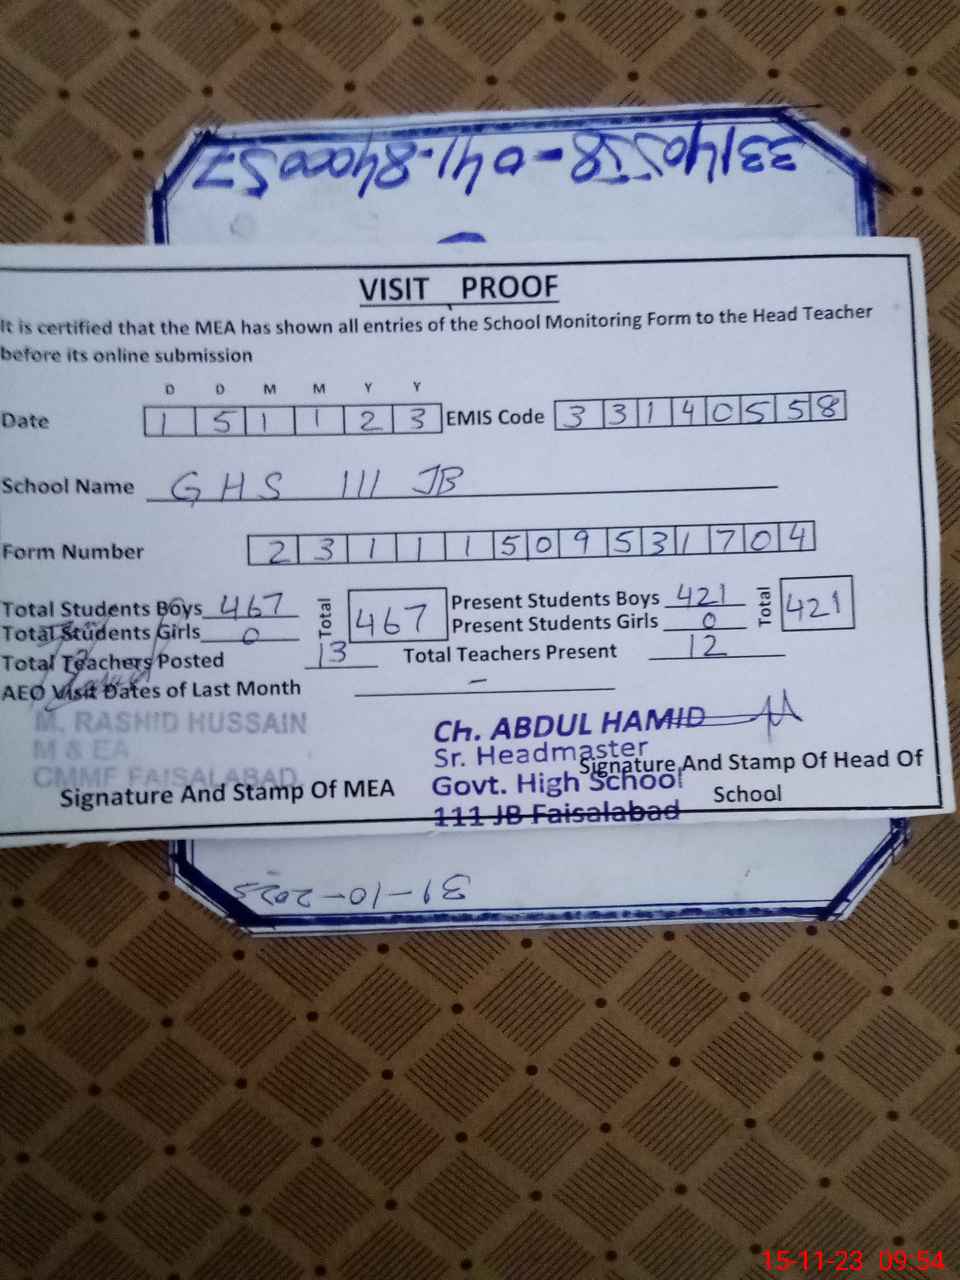 33140558-041-8400057
VISIT PROOF
It is certified that the MEA has shown all entries of the School Monitoring Form to the Head Teacher
before its online submission
D D M M Y Y
Date 1 5 1 1 2 3 EMIS Code 3 3 1 4 0 5 5 8
School Name GHS 111 JB
Form Number 2 3 1 1 1 5 0 9 5 3 1 7 0 4
Total Students Boys 467 Total 467 Present Students Boys 421 Total 421
Total Students Girls 0 Present Students Girls 0
Total Teachers Posted 13 Total Teachers Present 12
AEO Visit Dates of Last Month -
M. RASHID HUSSAIN
M & EA
CMMF FAISALABAD
Signature And Stamp Of MEA
Ch. ABDUL HAMID
Sr. Headmaster
Govt. High School
111 JB Faisalabad
Signature And Stamp Of Head Of
School
31-10-2025
15-11-23 09:54